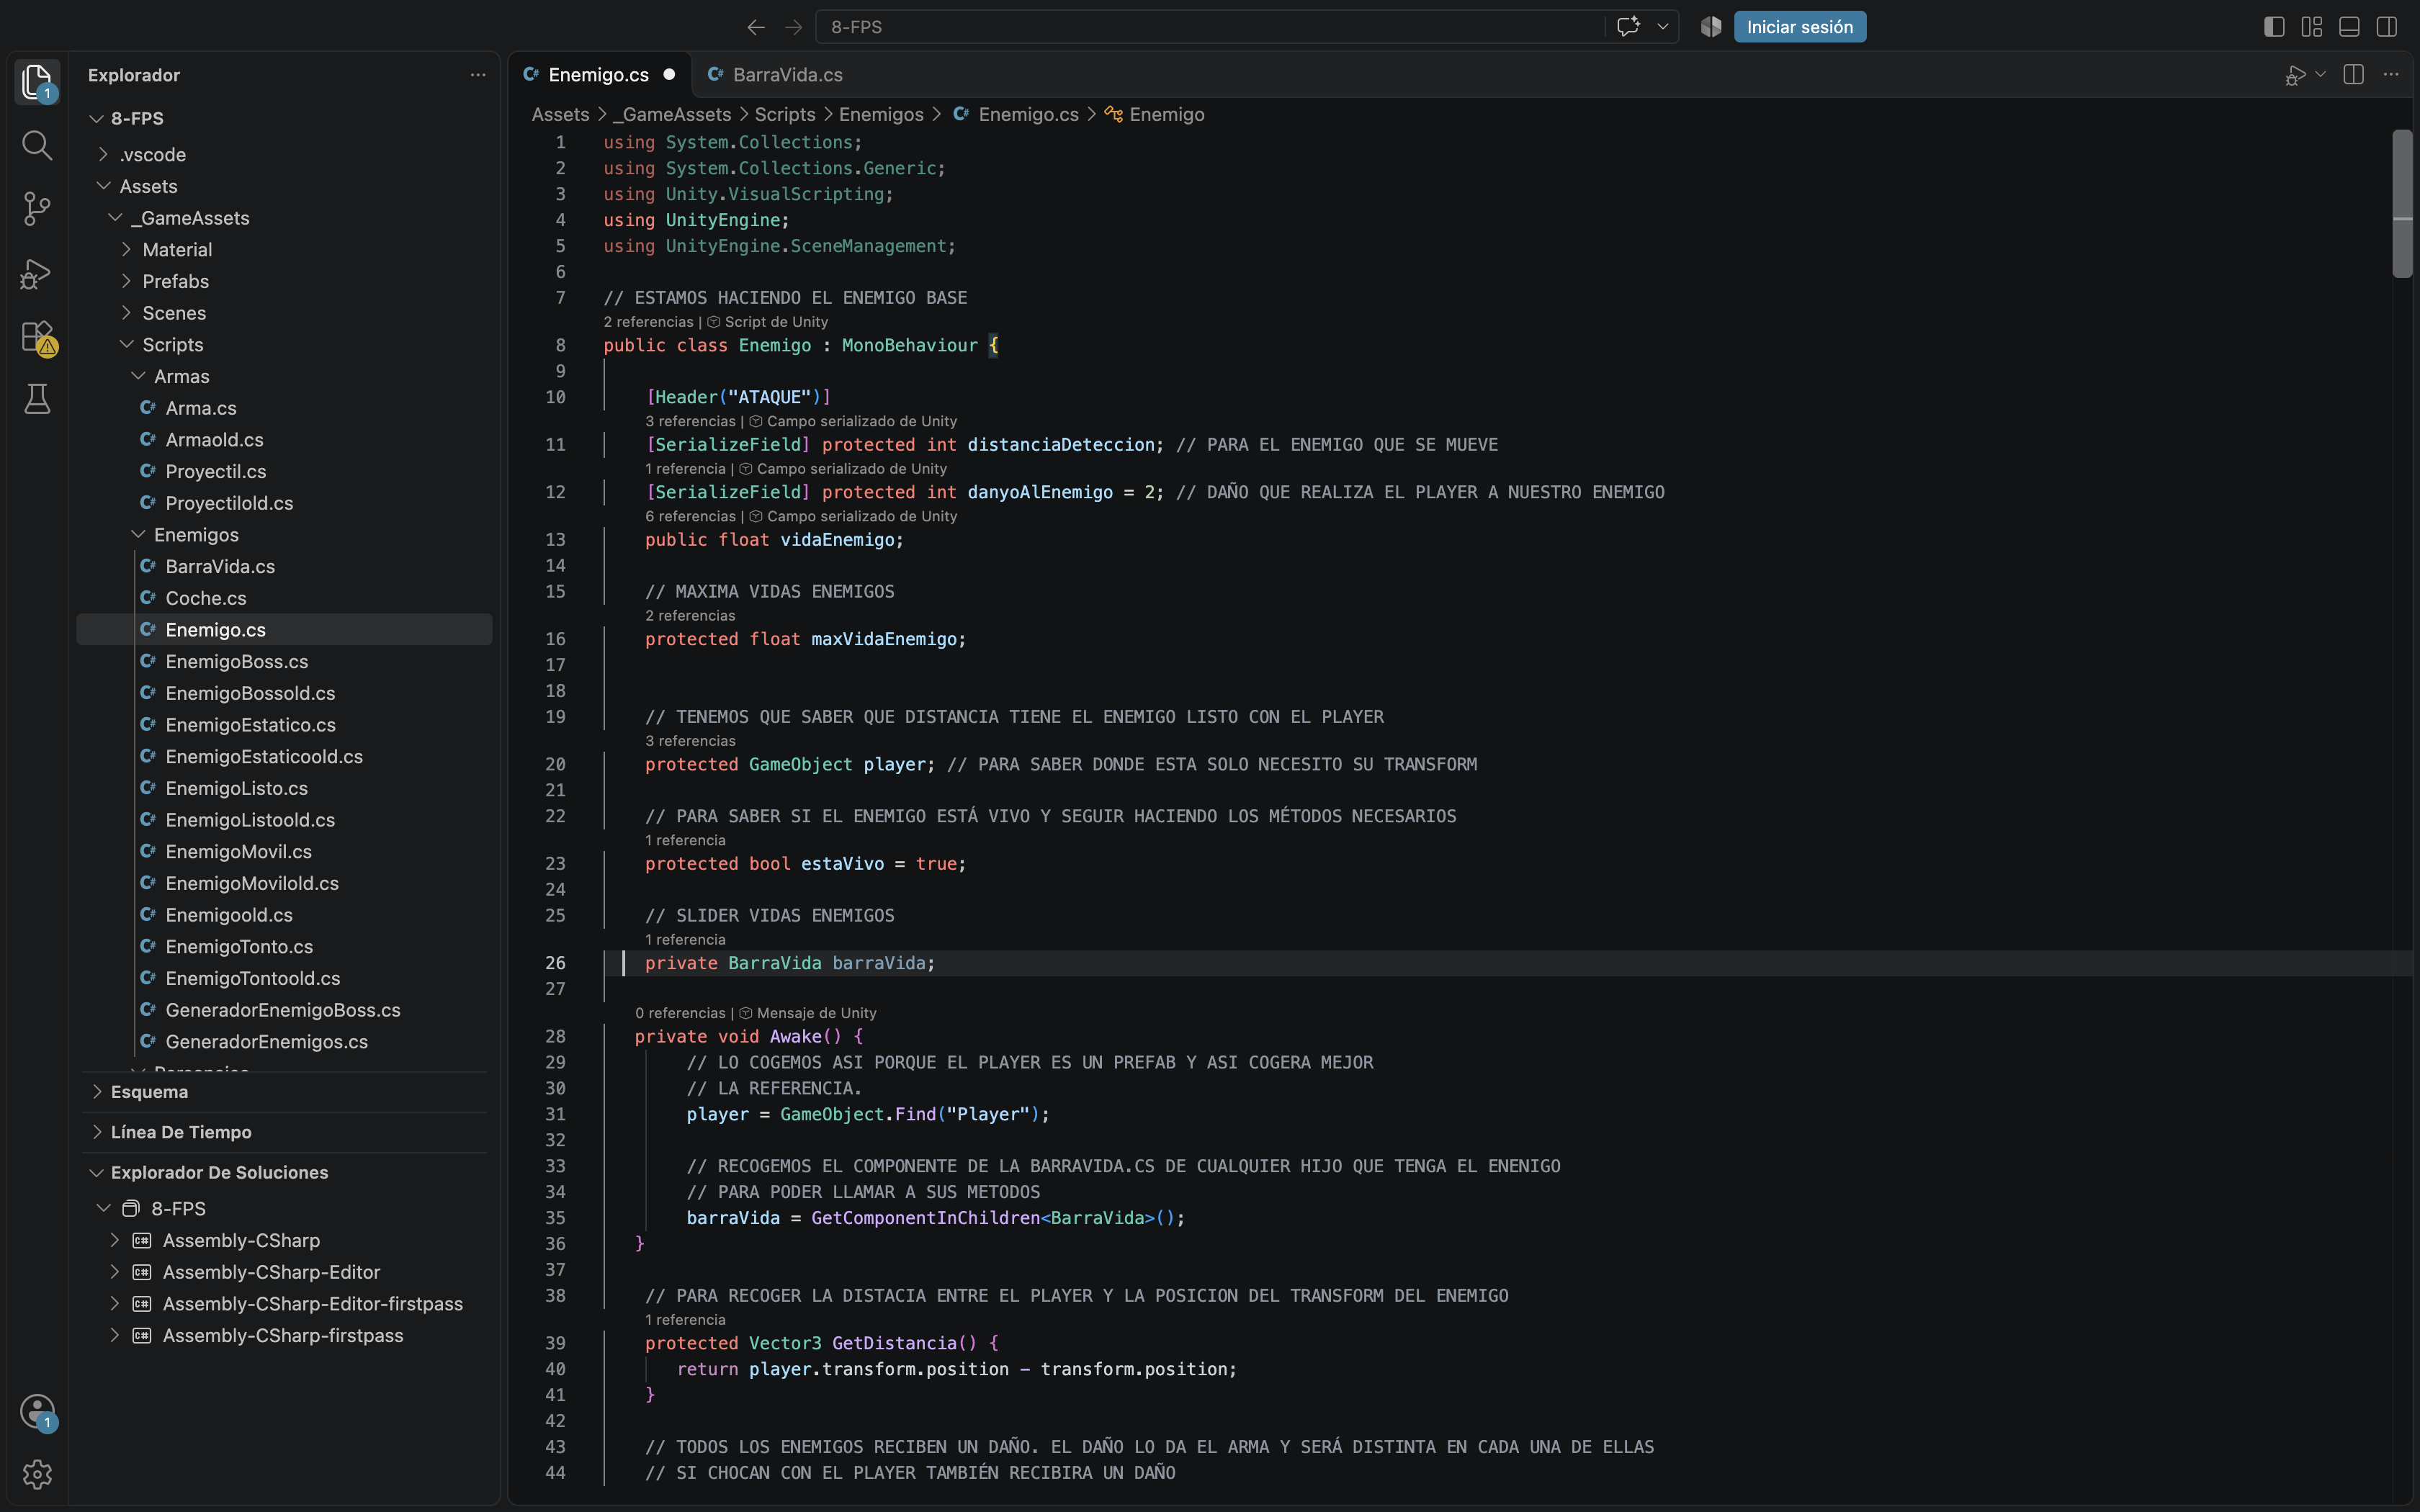 8-FPS
Iniciar sesión
Explorador
8-FPS
.vscode
Assets
_GameAssets
Material
Prefabs
Scenes
Scripts
Armas
Arma.cs
Armaold.cs
Proyectil.cs
Proyectilold.cs
Enemigos
BarraVida.cs
Coche.cs
Enemigo.cs
EnemigoBoss.cs
EnemigoBossold.cs
EnemigoEstatico.cs
EnemigoEstaticoold.cs
EnemigoListo.cs
EnemigoListoold.cs
EnemigoMovil.cs
EnemigoMovilold.cs
Enemigoold.cs
EnemigoTonto.cs
EnemigoTontoold.cs
GeneradorEnemigoBoss.cs
GeneradorEnemigos.cs
Esquema
Línea De Tiempo
Explorador De Soluciones
8-FPS
Assembly-CSharp
Assembly-CSharp-Editor
Assembly-CSharp-Editor-firstpass
Assembly-CSharp-firstpass
1
1
Enemigo.cs
BarraVida.cs
Assets > _GameAssets > Scripts > Enemigos > Enemigo.cs > Enemigo
1 using System.Collections;
2 using System.Collections.Generic;
3 using Unity.VisualScripting;
4 using UnityEngine;
5 using UnityEngine.SceneManagement;
6
7 // ESTAMOS HACIENDO EL ENEMIGO BASE
2 referencias | Script de Unity
8 public class Enemigo : MonoBehaviour {
9
10 [Header("ATAQUE")]
3 referencias | Campo serializado de Unity
11 [SerializeField] protected int distanciaDeteccion; // PARA EL ENEMIGO QUE SE MUEVE
1 referencia | Campo serializado de Unity
12 [SerializeField] protected int danyoAlEnemigo = 2; // DAÑO QUE REALIZA EL PLAYER A NUESTRO ENEMIGO
6 referencias | Campo serializado de Unity
13 public float vidaEnemigo;
14
15 // MAXIMA VIDAS ENEMIGOS
2 referencias
16 protected float maxVidaEnemigo;
17
18
19 // TENEMOS QUE SABER QUE DISTANCIA TIENE EL ENEMIGO LISTO CON EL PLAYER
3 referencias
20 protected GameObject player; // PARA SABER DONDE ESTA SOLO NECESITO SU TRANSFORM
21
22 // PARA SABER SI EL ENEMIGO ESTÁ VIVO Y SEGUIR HACIENDO LOS MÉTODOS NECESARIOS
1 referencia
23 protected bool estaVivo = true;
24
25 // SLIDER VIDAS ENEMIGOS
1 referencia
26 private BarraVida barraVida;
27
0 referencias | Mensaje de Unity
28 private void Awake() {
29 // LO COGEMOS ASI PORQUE EL PLAYER ES UN PREFAB Y ASI COGERA MEJOR
30 // LA REFERENCIA.
31 player = GameObject.Find("Player");
32
33 // RECOGEMOS EL COMPONENTE DE LA BARRAVIDA.CS DE CUALQUIER HIJO QUE TENGA EL ENENIGO
34 // PARA PODER LLAMAR A SUS METODOS
35 barraVida = GetComponentInChildren<BarraVida>();
36 }
37
38 // PARA RECOGER LA DISTACIA ENTRE EL PLAYER Y LA POSICION DEL TRANSFORM DEL ENEMIGO
1 referencia
39 protected Vector3 GetDistancia() {
40 return player.transform.position - transform.position;
41 }
42
43 // TODOS LOS ENEMIGOS RECIBEN UN DAÑO. EL DAÑO LO DA EL ARMA Y SERÁ DISTINTA EN CADA UNA DE ELLAS
44 // SI CHOCAN CON EL PLAYER TAMBIÉN RECIBIRA UN DAÑO